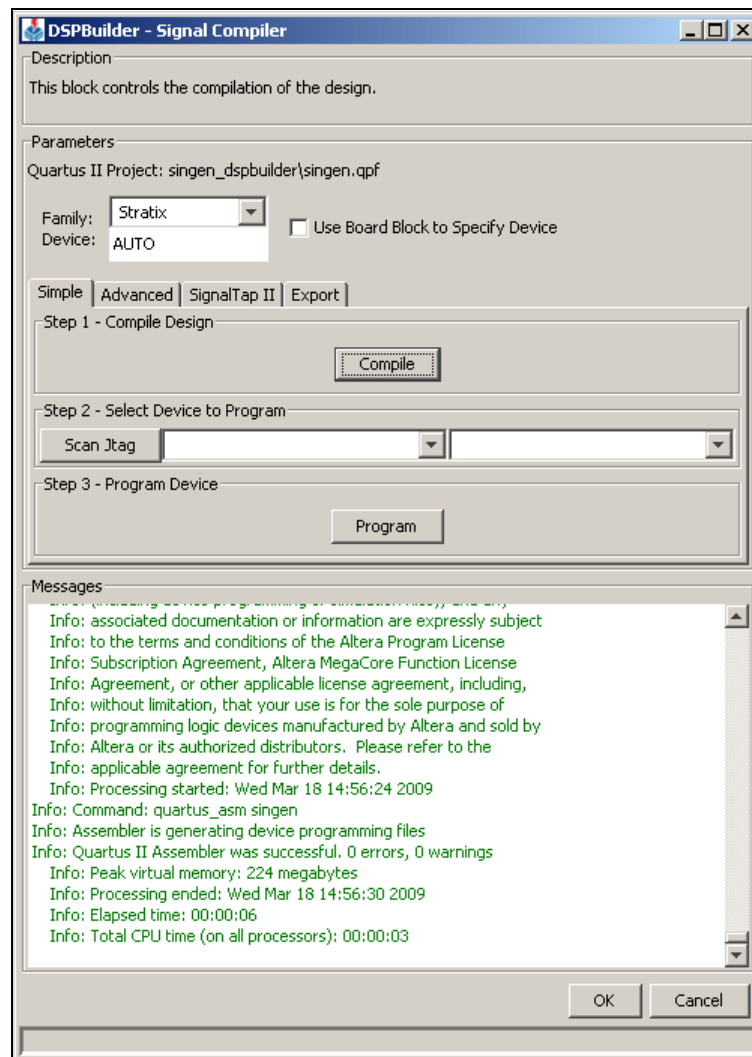 DSPBuilder - Signal Compiler
Description
This block controls the compilation of the design.
Parameters
Quartus II Project: singen_dspbuilder\singen.qpf
Family: Stratix
Use Board Block to Specify Device
Device: AUTO
Simple Advanced SignalTap II Export
Step 1 - Compile Design
Compile
Step 2 - Select Device to Program
Scan Jtag
Step 3 - Program Device
Program
Messages
Info: associated documentation or information are expressly subject
Info: to the terms and conditions of the Altera Program License
Info: Subscription Agreement, Altera MegaCore Function License
Info: Agreement, or other applicable license agreement, including,
Info: without limitation, that your use is for the sole purpose of
Info: programming logic devices manufactured by Altera and sold by
Info: Altera or its authorized distributors.  Please refer to the
Info: applicable agreement for further details.
Info: Processing started: Wed Mar 18 14:56:24 2009
Info: Command: quartus_asm singen
Info: Assembler is generating device programming files
Info: Quartus II Assembler was successful. 0 errors, 0 warnings
Info: Peak virtual memory: 224 megabytes
Info: Processing ended: Wed Mar 18 14:56:30 2009
Info: Elapsed time: 00:00:06
Info: Total CPU time (on all processors): 00:00:03
OK Cancel